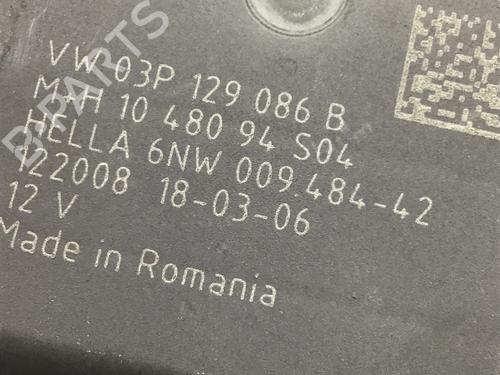 VW 03P 129 086 B
M+H 10 480 94 S04
HELLA 6NW 009.484-42
122008 18-03-06
12 V
Made in Romania
B-PARTS